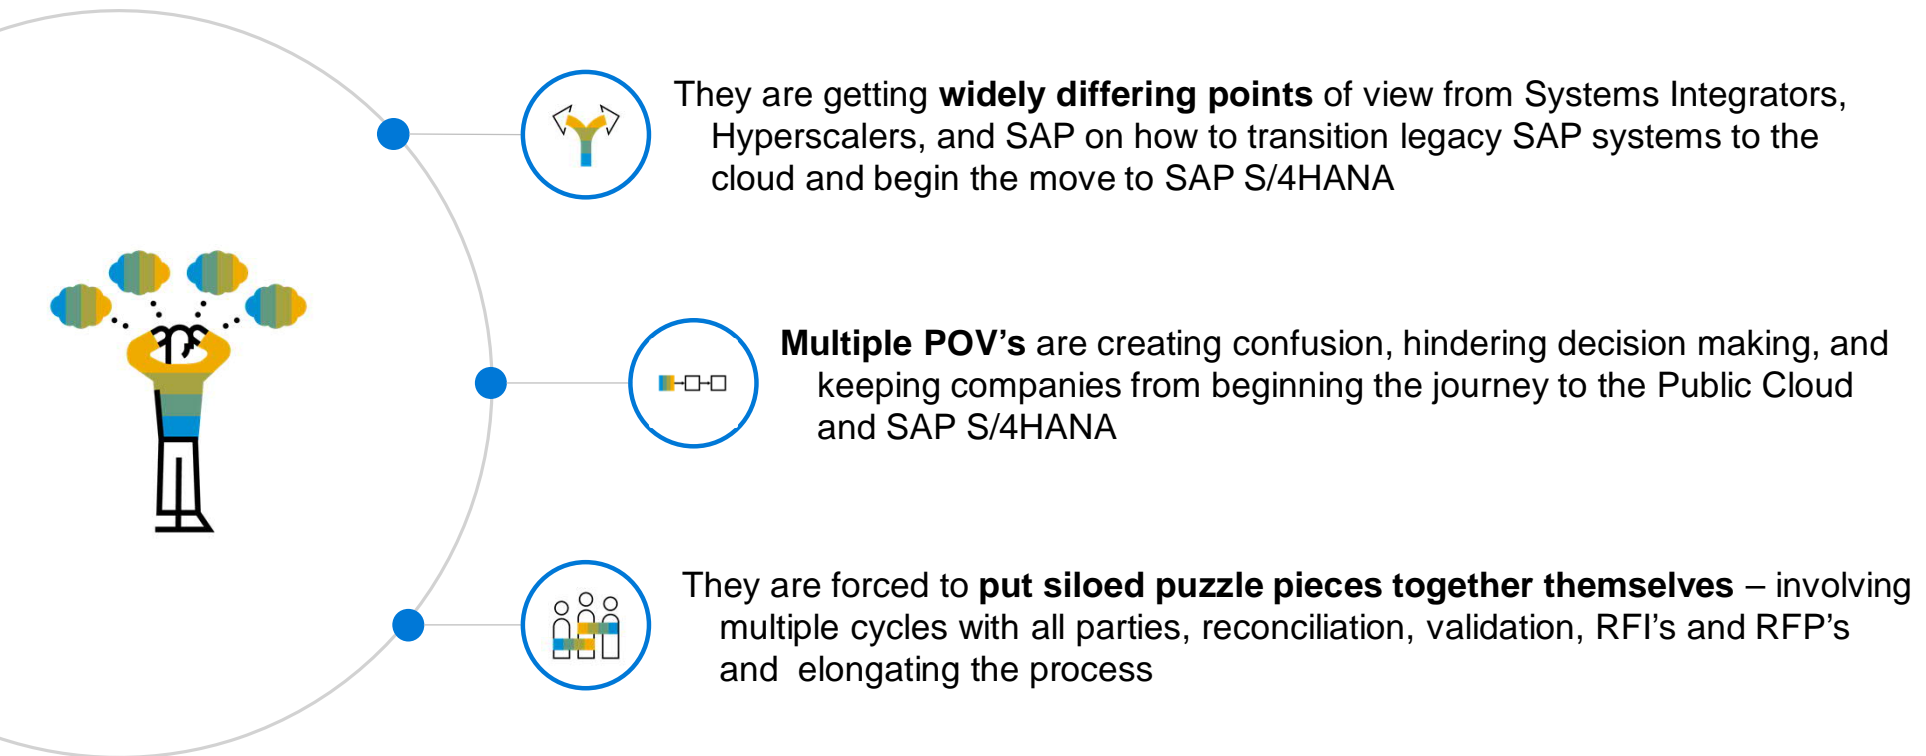 They are getting widely differing points of view from Systems Integrators,
Hyperscalers, and SAP on how to transition legacy SAP systems to the
cloud and begin the move to SAP S/4HANA
Multiple POV’s are creating confusion, hindering decision making, and
keeping companies from beginning the journey to the Public Cloud
and SAP S/4HANA
They are forced to put siloed puzzle pieces together themselves – involving
multiple cycles with all parties, reconciliation, validation, RFI’s and RFP’s
and  elongating the process